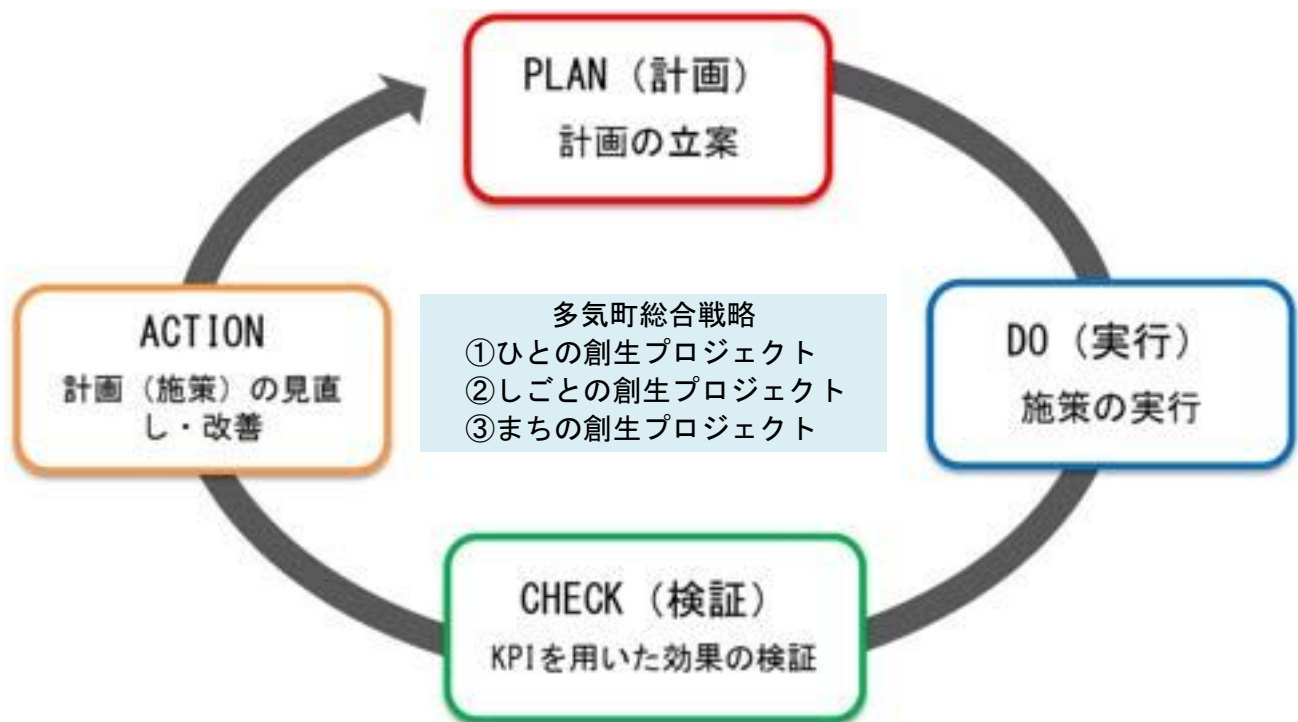 PLAN（計画）
計画の立案
ACTION
計画（施策）の見直
し・改善
多気町総合戦略
①ひとの創生プロジェクト
②しごとの創生プロジェクト
③まちの創生プロジェクト
DO（実行）
施策の実行
CHECK（検証）
KPIを用いた効果の検証